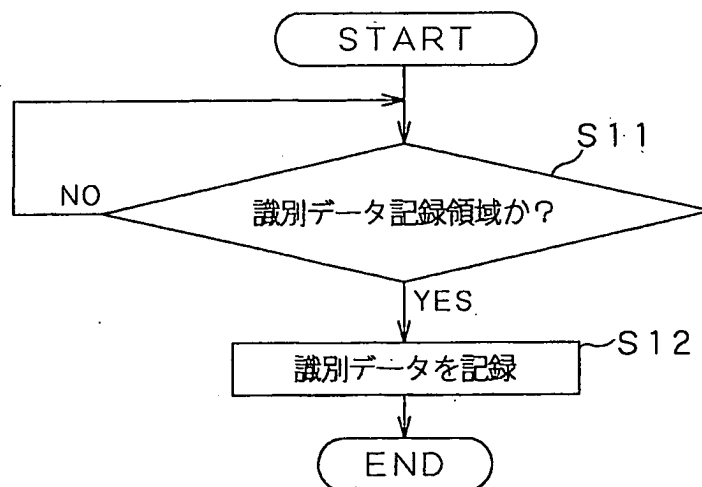 START
S11
NO
識別データ記録領域か?
YES
識別データを記録
S12
END